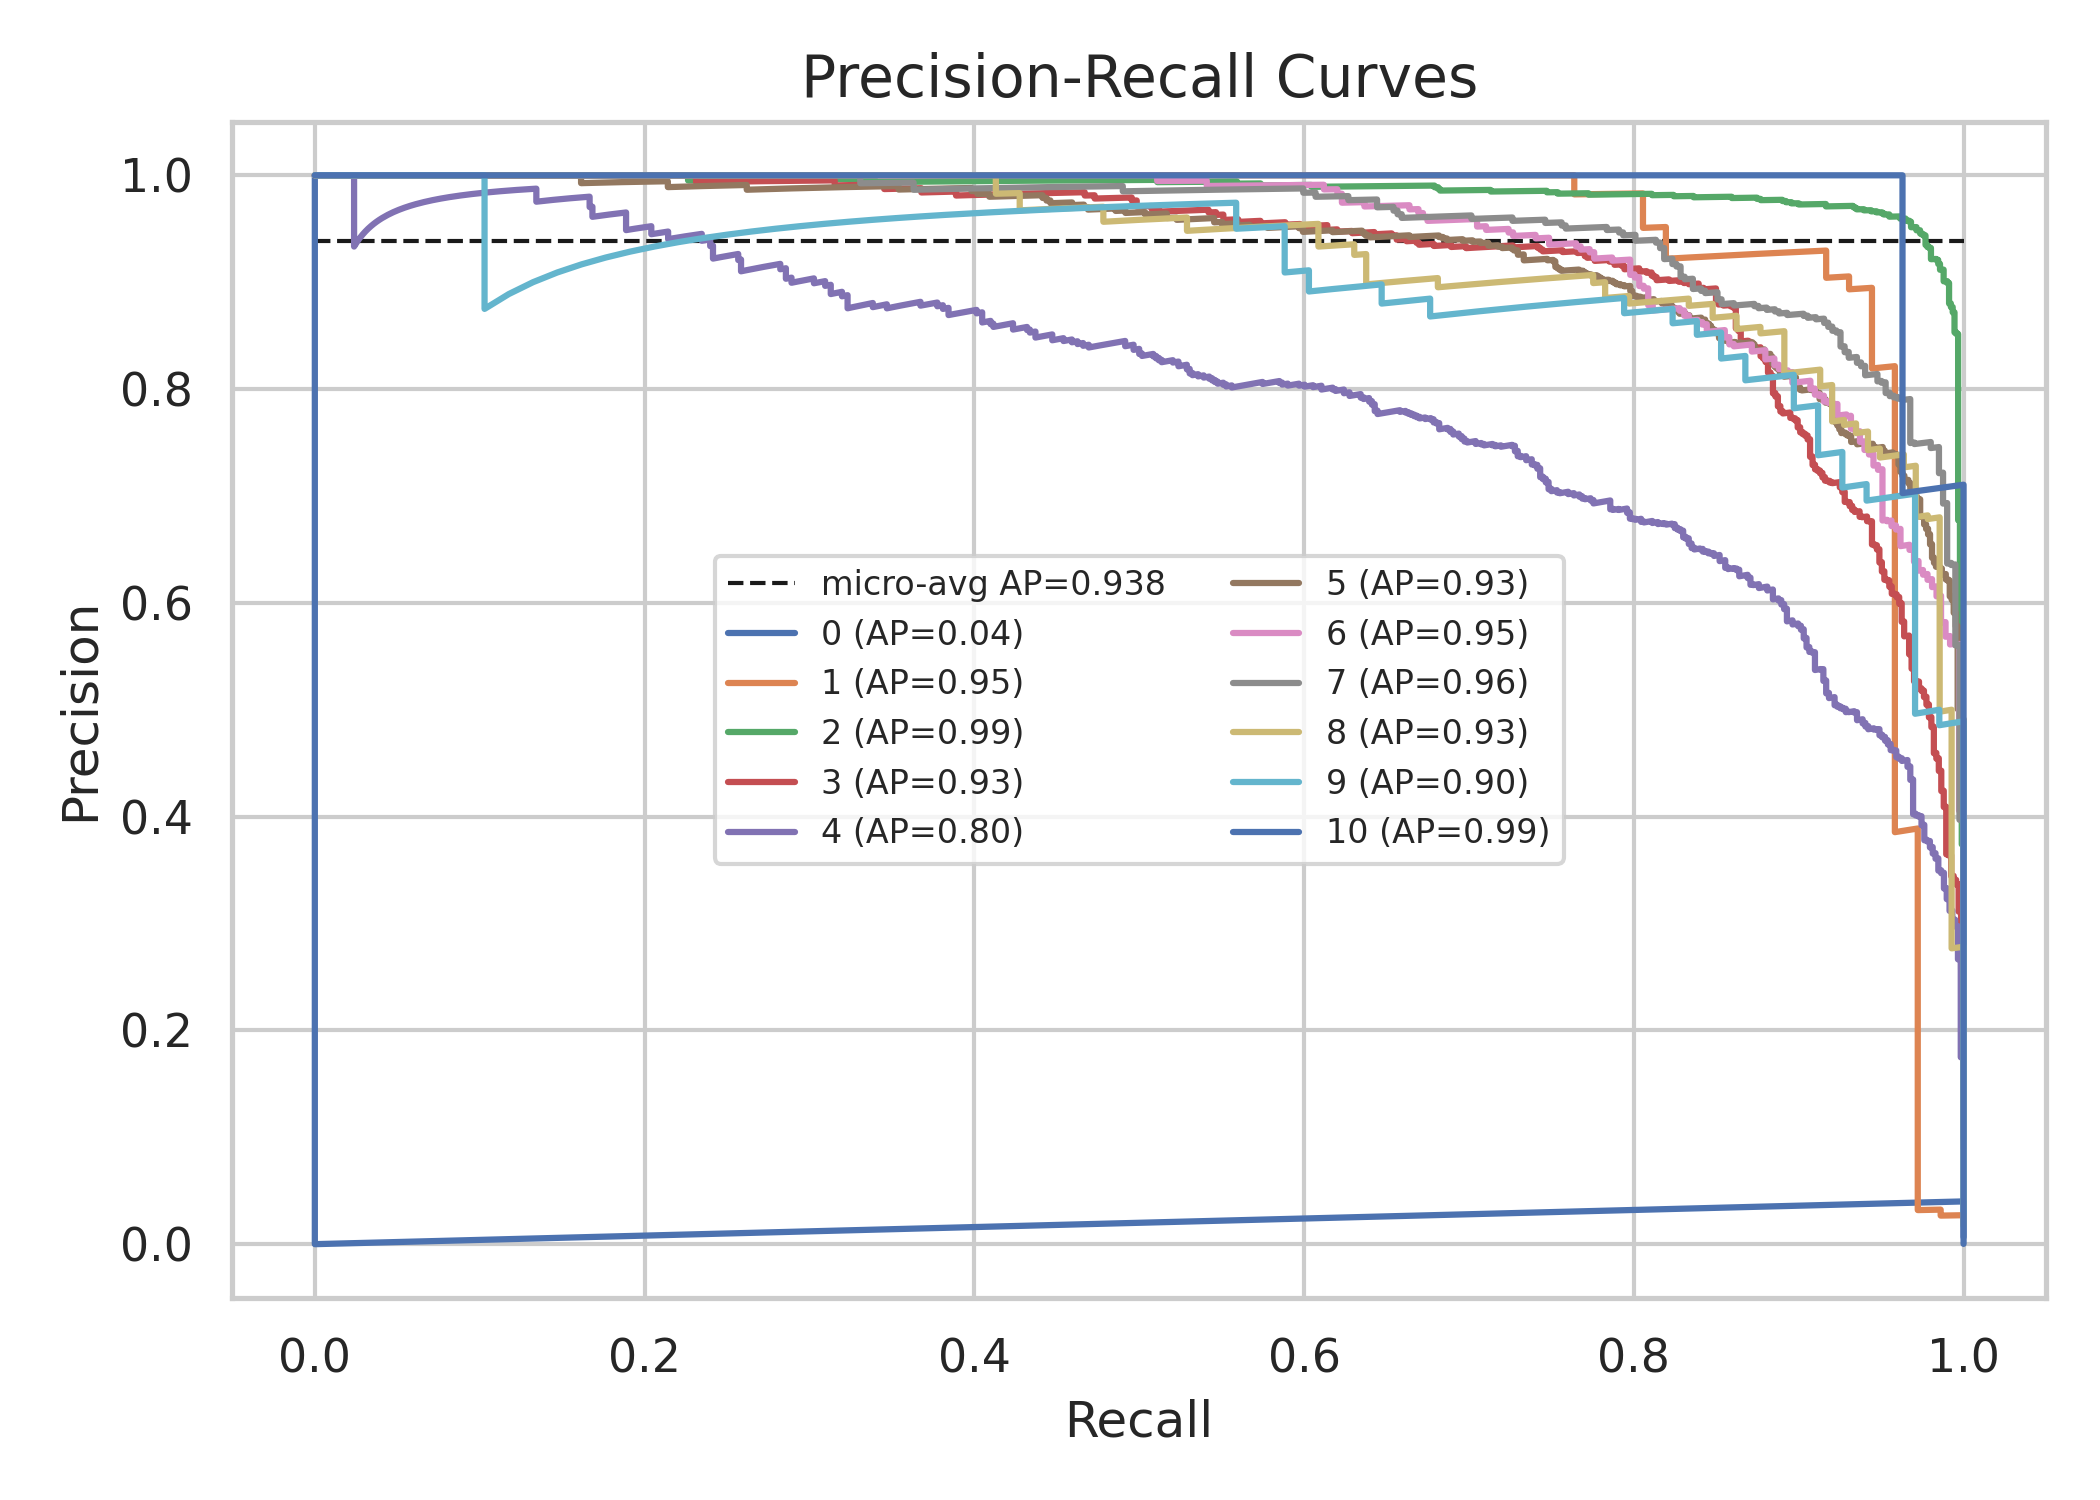 Precision-Recall Curves
Precision
1.0
0.8
0.6
0.4
0.2
0.0
micro-avg AP=0.938
0 (AP=0.04)
1 (AP=0.95)
2 (AP=0.99)
3 (AP=0.93)
4 (AP=0.80)
5 (AP=0.93)
6 (AP=0.95)
7 (AP=0.96)
8 (AP=0.93)
9 (AP=0.90)
10 (AP=0.99)
0.0 0.2 0.4 0.6 0.8 1.0
Recall